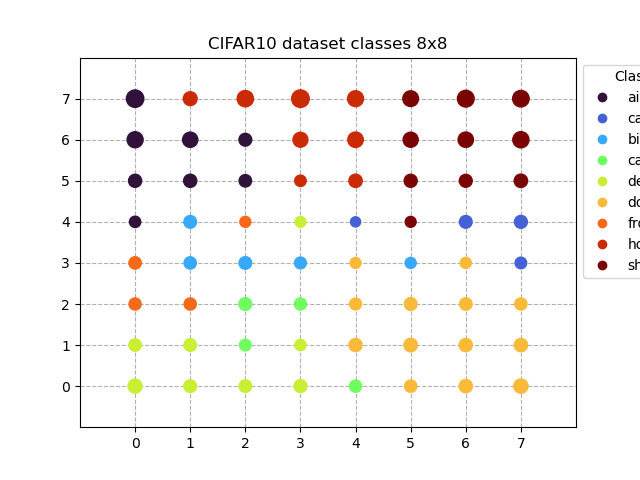 CIFAR10 dataset classes 8x8
Clas
ai
ca
bi
ca
de
do
fro
ho
sh
7
6
5
4
3
2
1
0
0 1 2 3 4 5 6 7